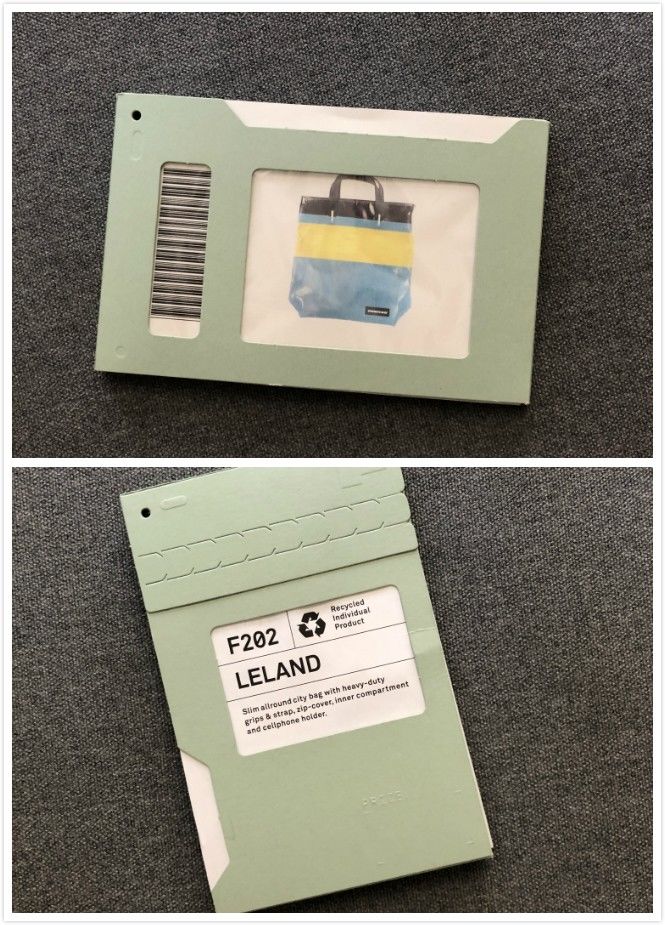 F202
Recycled
Individual
Product
LELAND
Slim allround city bag with heavy-duty
grips & strap, zip-cover, inner compartment
and cellphone holder.